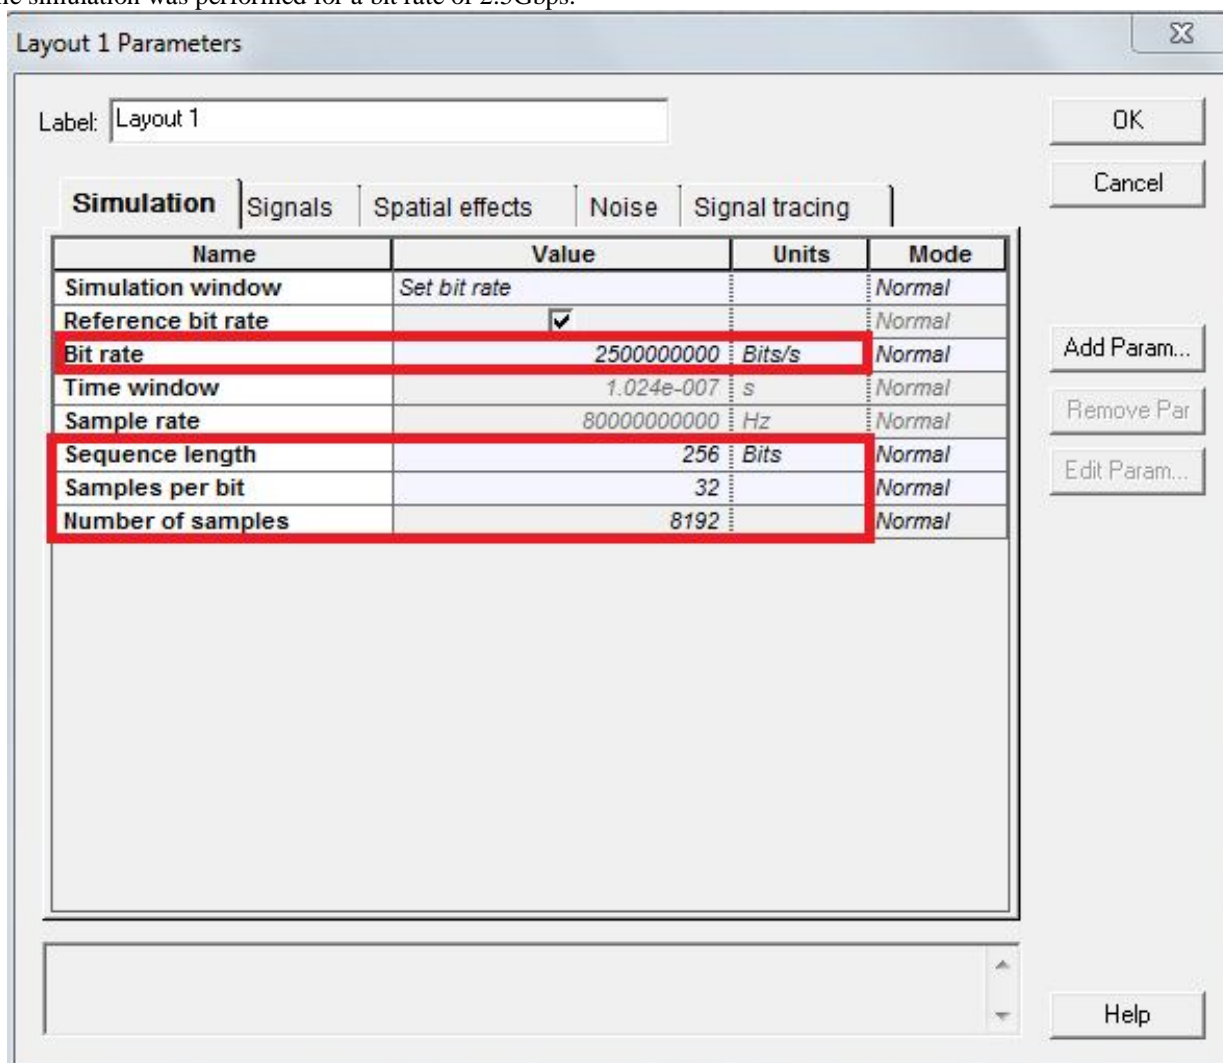 simulation was performed for a bit rate of 2.5Gbps.
Layout 1 Parameters
Label: Layout 1
OK
Cancel
Simulation Signals Spatial effects Noise Signal tracing
Name Value Units Mode
Simulation window Set bit rate Normal
Reference bit rate Normal
Bit rate 2500000000 Bits/s Normal
Time window 1.024e-007 s Normal
Sample rate 80000000000 Hz Normal
Sequence length 256 Bits Normal
Samples per bit 32 Normal
Number of samples 8192 Normal
Add Param...
Remove Par
Edit Param...
Help